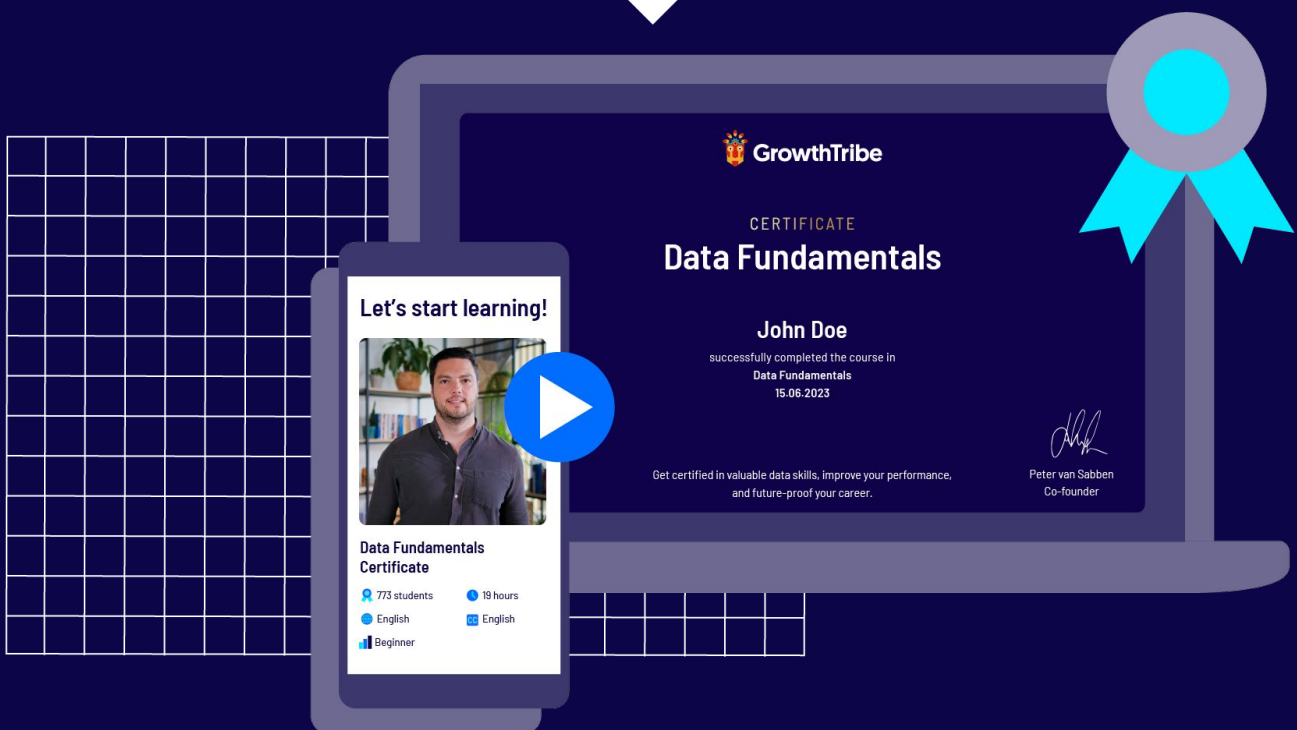 GrowthTribe
CERTIFICATE
Data Fundamentals
John Doe
successfully completed the course in
Data Fundamentals
15.06.2023
Get certified in valuable data skills, improve your performance,
and future-proof your career.
Peter van Sabben
Co-founder
Let's start learning!
Data Fundamentals
Certificate
773 students
19 hours
English
CC English
Beginner